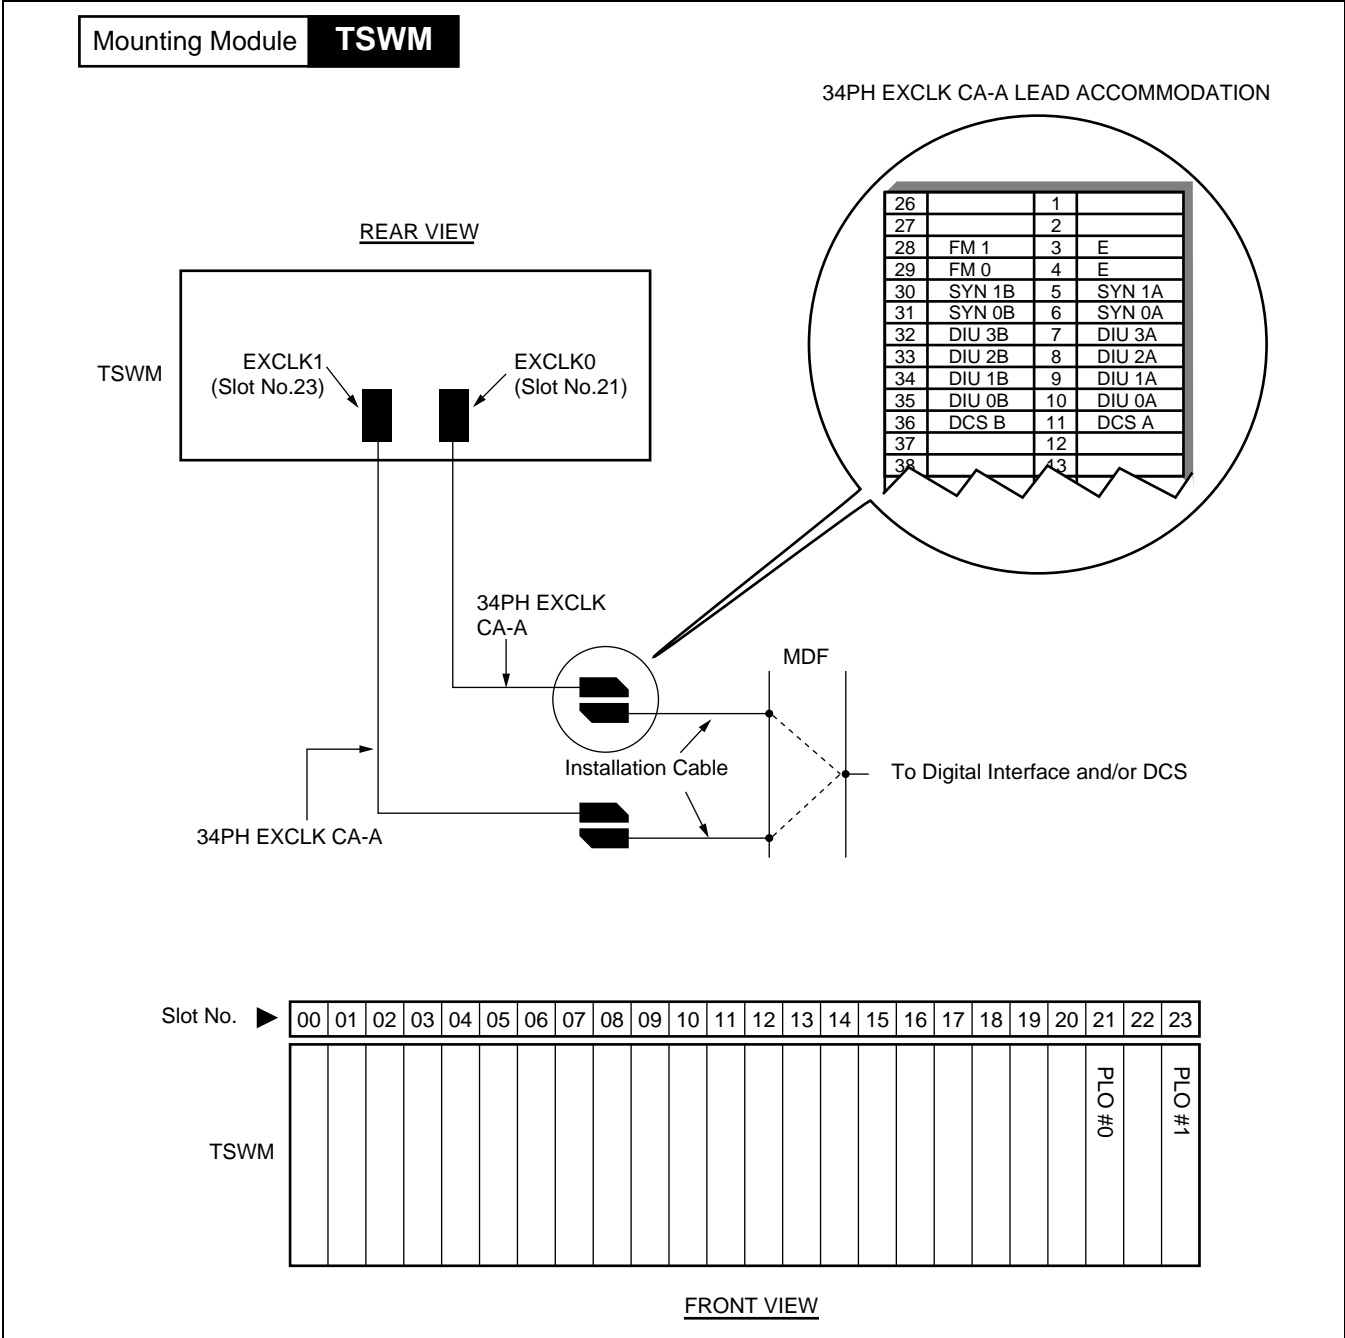 Mounting Module TSWM
34PH EXCLK CA-A LEAD ACCOMMODATION
26 1
27 2
28 FM 1 3 E
29 FM 0 4 E
30 SYN 1B 5 SYN 1A
31 SYN 0B 6 SYN 0A
32 DIU 3B 7 DIU 3A
33 DIU 2B 8 DIU 2A
34 DIU 1B 9 DIU 1A
35 DIU 0B 10 DIU 0A
36 DCS B 11 DCS A
37 12
38 13
REAR VIEW
TSWM
EXCLK1
(Slot No.23)
EXCLK0
(Slot No.21)
34PH EXCLK
CA-A
MDF
Installation Cable
To Digital Interface and/or DCS
34PH EXCLK CA-A
Slot No. 00 01 02 03 04 05 06 07 08 09 10 11 12 13 14 15 16 17 18 19 20 21 22 23
TSWM
PLO #0
PLO #1
FRONT VIEW